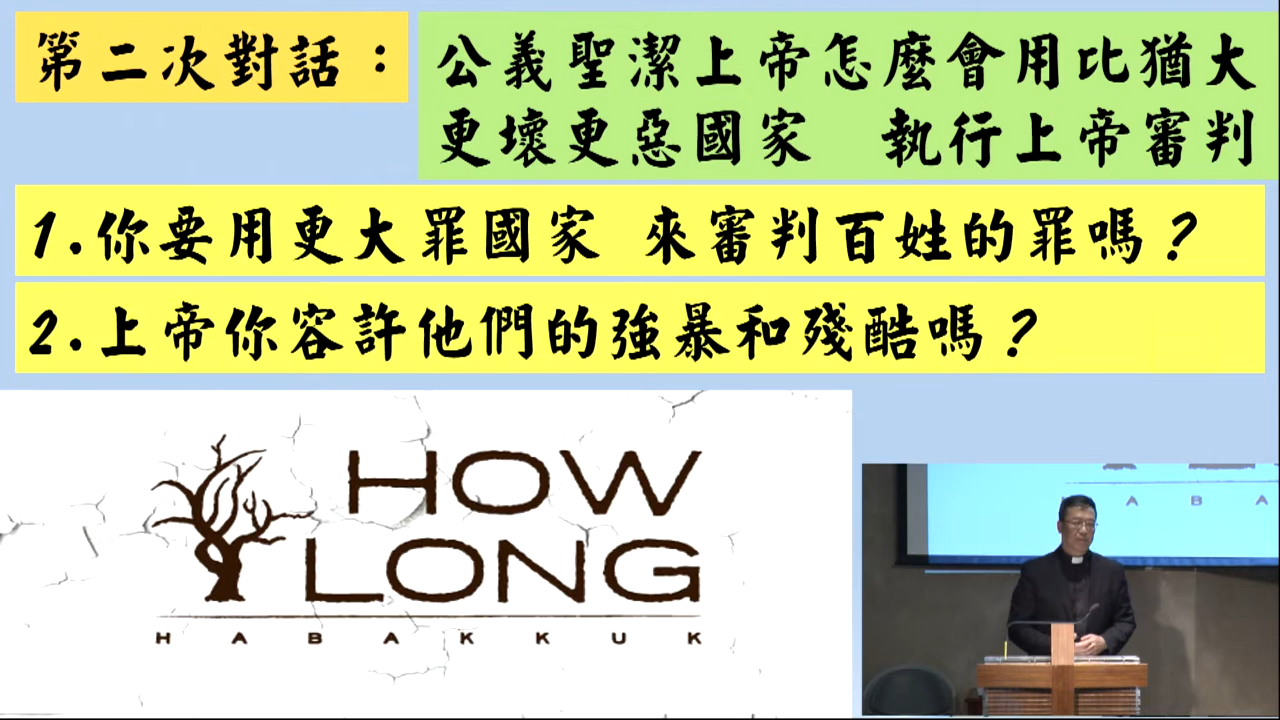 第二次對話：
公義聖潔上帝怎麼會用比猶大
更壞更惡國家　執行上帝審判
1.你要用更大罪國家 來審判百姓的罪嗎？
2.上帝你容許他們的強暴和殘酷嗎？
HOW
LONG
HABAKKUK
A B A